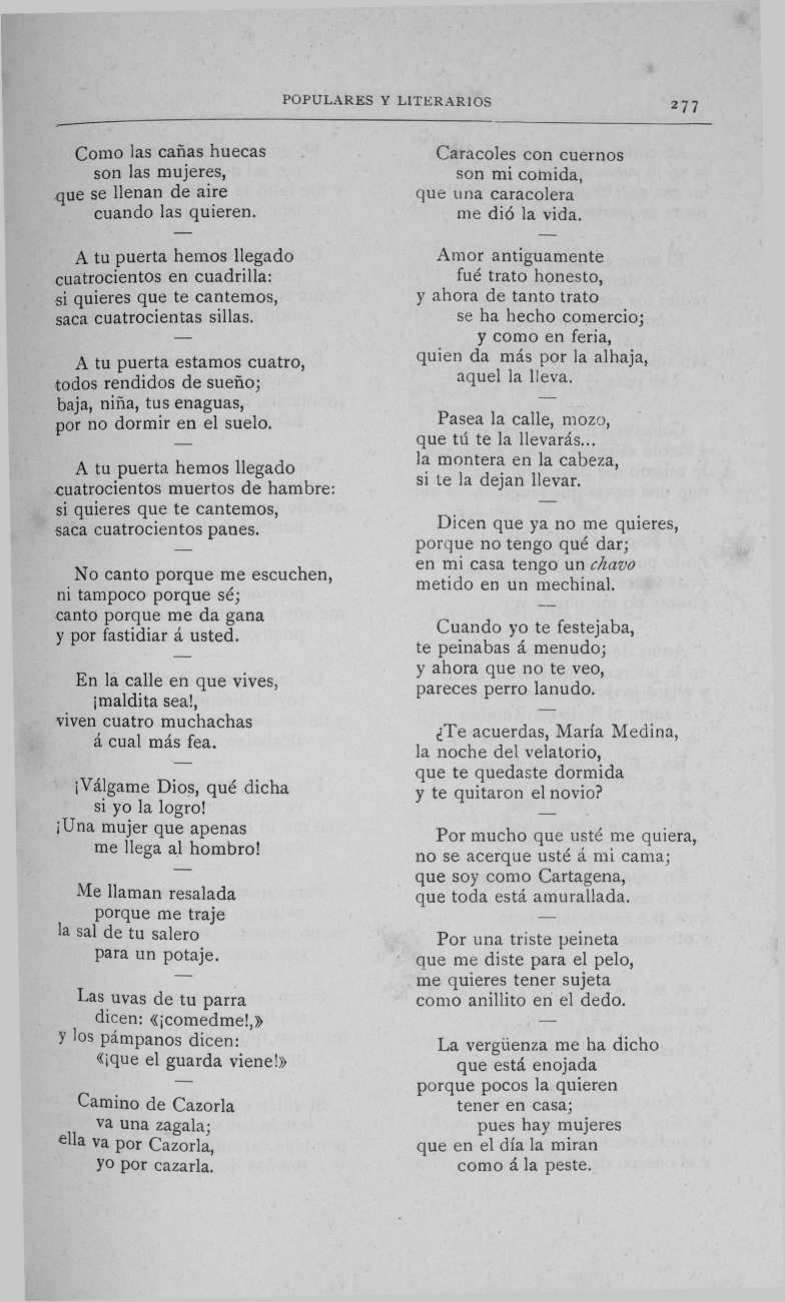 POPULARES Y LITERARIOS 277
Como las cañas huecas
son las mujeres,
que se llenan de aire
cuando las quieren.
—
A tu puerta hemos llegado
cuatrocientos en cuadrilla:
si quieres que te cantemos,
saca cuatrocientas sillas.
—
A tu puerta estamos cuatro,
todos rendidos de sueño;
baja, niña, tus enaguas,
por no dormir en el suelo.
—
A tu puerta hemos llegado
cuatrocientos muertos de hambre:
si quieres que te cantemos,
saca cuatrocientos panes.
—
No canto porque me escuchen,
ni tampoco porque sé;
canto porque me da gana
y por fastidiar á usted.
—
En la calle en que vives,
¡maldita sea!,
viven cuatro muchachas
á cual más fea.
—
¡Válgame Dios, qué dicha
si yo la logro!
¡Una mujer que apenas
me llega al hombro!
—
Me llaman resalada
porque me traje
la sal de tu salero
para un potaje.
—
Las uvas de tu parra
dicen: «¡comedme!,»
y los pámpanos dicen:
«¡que el guarda viene!»
—
Camino de Cazorla
va una zagala;
ella va por Cazorla,
yo por cazarla.
Caracoles con cuernos
son mi comida,
que una caracolera
me dió la vida.
—
Amor antiguamente
fué trato honesto,
y ahora de tanto trato
se ha hecho comercio;
y como en feria,
quien da más por la alhaja,
aquel la lleva.
—
Pasea la calle, mozo,
que tú te la llevarás...
la montera en la cabeza,
si te la dejan llevar.
—
Dicen que ya no me quieres,
porque no tengo qué dar;
en mi casa tengo un chavo
metido en un mechinal.
—
Cuando yo te festejaba,
te peinabas á menudo;
y ahora que no te veo,
pareces perro lanudo.
—
¿Te acuerdas, María Medina,
la noche del velatorio,
que te quedaste dormida
y te quitaron el novio?
—
Por mucho que usté me quiera,
no se acerque usté á mi cama;
que soy como Cartagena,
que toda está amurallada.
—
Por una triste peineta
que me diste para el pelo,
me quieres tener sujeta
como anillito en el dedo.
—
La vergüenza me ha dicho
que está enojada
porque pocos la quieren
tener en casa;
pues hay mujeres
que en el día la miran
como á la peste.